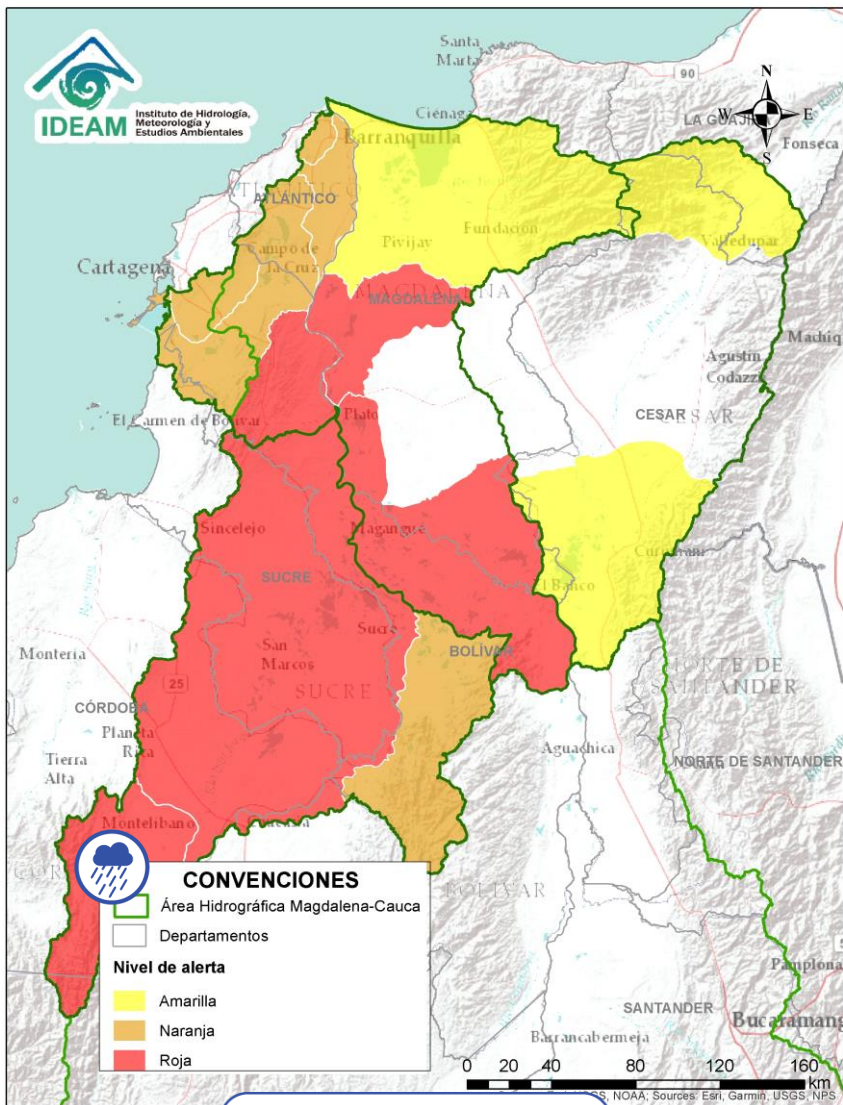 IDEAM
Instituto de Hidrología,
Meteorología y
Estudios Ambientales
Santa
Marta
90
N
W
E
S
LA GUAJIRA
Fonseca
Ciénaga
Barranquilla
ATLÁNTICO
Valledupar
Pivijay
Fundación
Campo de
la Cruz
Cartagena
MAGDALENA
MAGDALENA
Agustín
Codazzi
CESAR
CESAR
El Carmen de Bolívar
Plato
Sincelejo
Magangué
SUCRE
El Banco
Sucre
BOLÍVAR
San
Marcos
SUCRE
Montería
25
CÓRDOBA
Planeta
Rica
Tierra
Alta
NORTE DE
SANTANDER
Aguachica
NORTE DE SANTANDER
Montelíbano
BOLÍVAR
CONVENCIONES
Área Hidrográfica Magdalena-Cauca
Departamentos
Nivel de alerta
Amarilla
Naranja
Roja
Pamplona
SANTANDER
Barrancabermeja
0 20 40 80 120 160
km
NOAA; Sources: Esri, Garmin, USGS, NPS